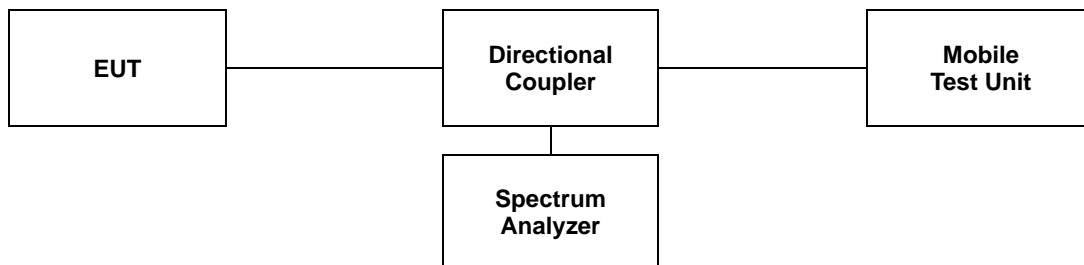 EUT
Directional
Coupler
Mobile
Test Unit
Spectrum
Analyzer